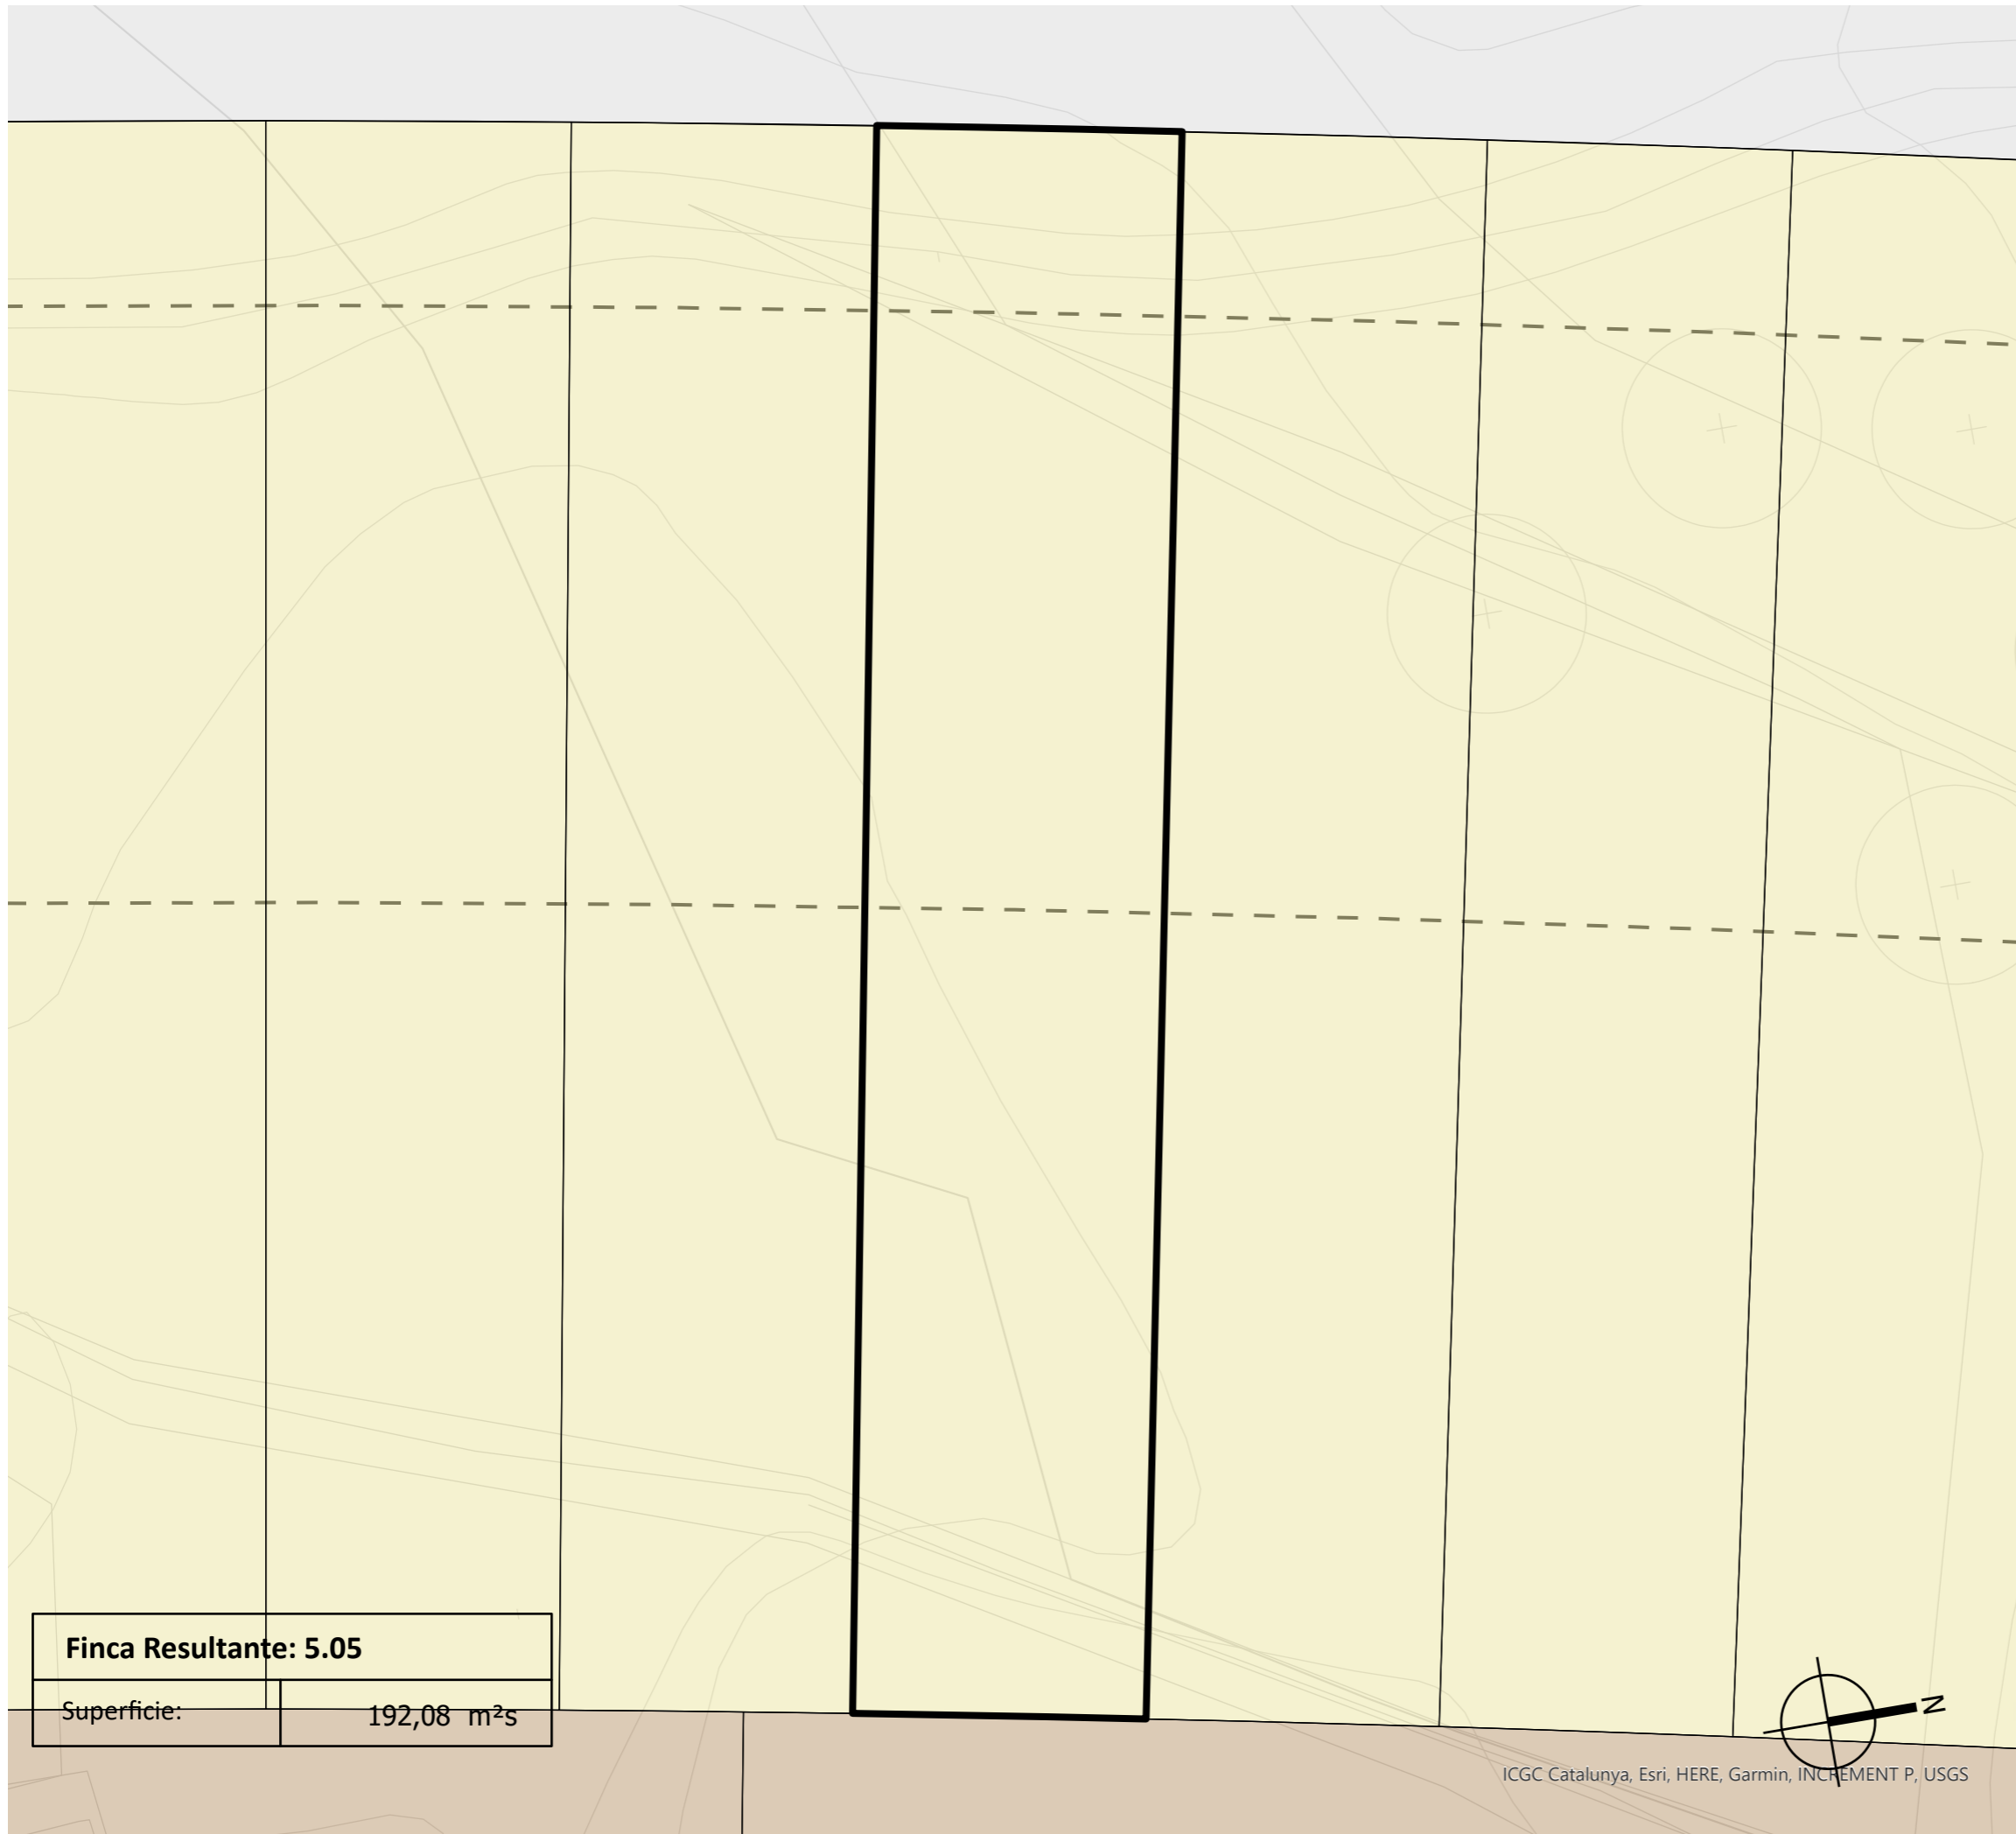 Finca Resultante: 5.05
Superficie: 192,08 m²s
N
ICGC Catalunya, Esri, HERE, Garmin, INCREMENT P, USGS